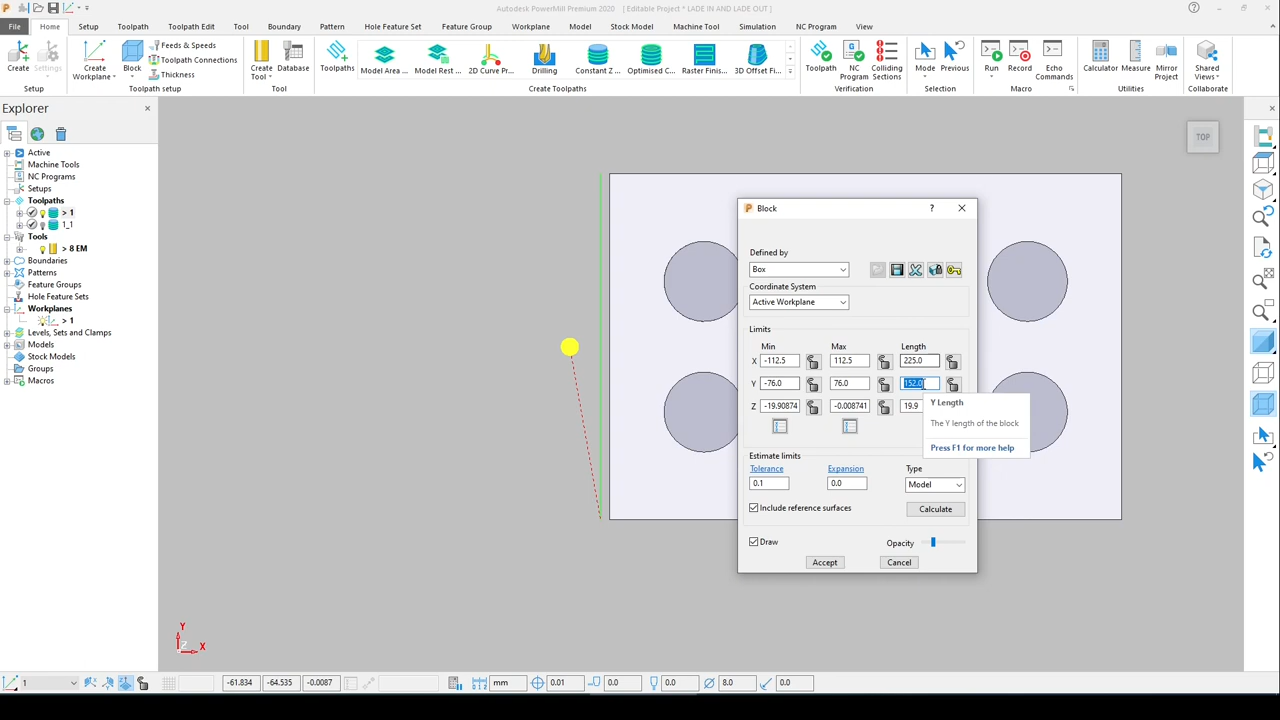 Autodesk PowerMill Premium 2020 [ Editable Project * LADE IN AND LADE OUT ]
File Home Setup Toolpath Toolpath Edit Tool Boundary Pattern Hole Feature Set Feature Group Workplane Model Stock Model Machine Tool Simulation NC Program View
Create Settings Create Workplane Block Feeds & Speeds Toolpath Connections Thickness Create Tool Database Toolpaths Model Area ... Model Rest ... 2D Curve Pr... Drilling Constant Z ... Optimised C... Raster Finis... 3D Offset Fi... Toolpath NC Program Colliding Sections Mode Previous Run Record Echo Commands Calculator Measure Mirror Project Shared Views
Setup Toolpath setup Tool Create Toolpaths Verification Selection Macro Utilities Collaborate
Explorer
Active
Machine Tools
NC Programs
Setups
Toolpaths
> 1
1_1
Tools
> 8 EM
Boundaries
Patterns
Feature Groups
Hole Feature Sets
Workplanes
> 1
Levels, Sets and Clamps
Models
Stock Models
Groups
Macros
TOP
Block ?
Defined by
Box
Coordinate System
Active Workplane
Limits
Min Max Length
X -112.5 112.5 225.0
Y -76.0 76.0 152.0
Z -19.90874 -0.008741 19.9
Y Length
The Y length of the block
Press F1 for more help
Estimate limits
Tolerance Expansion Type
0.1 0.0 Model
Include reference surfaces Calculate
Draw Opacity
Accept Cancel
Y
Z X
1 -61.834 -64.535 -0.0087 mm 0.01 0.0 0.0 8.0 0.0